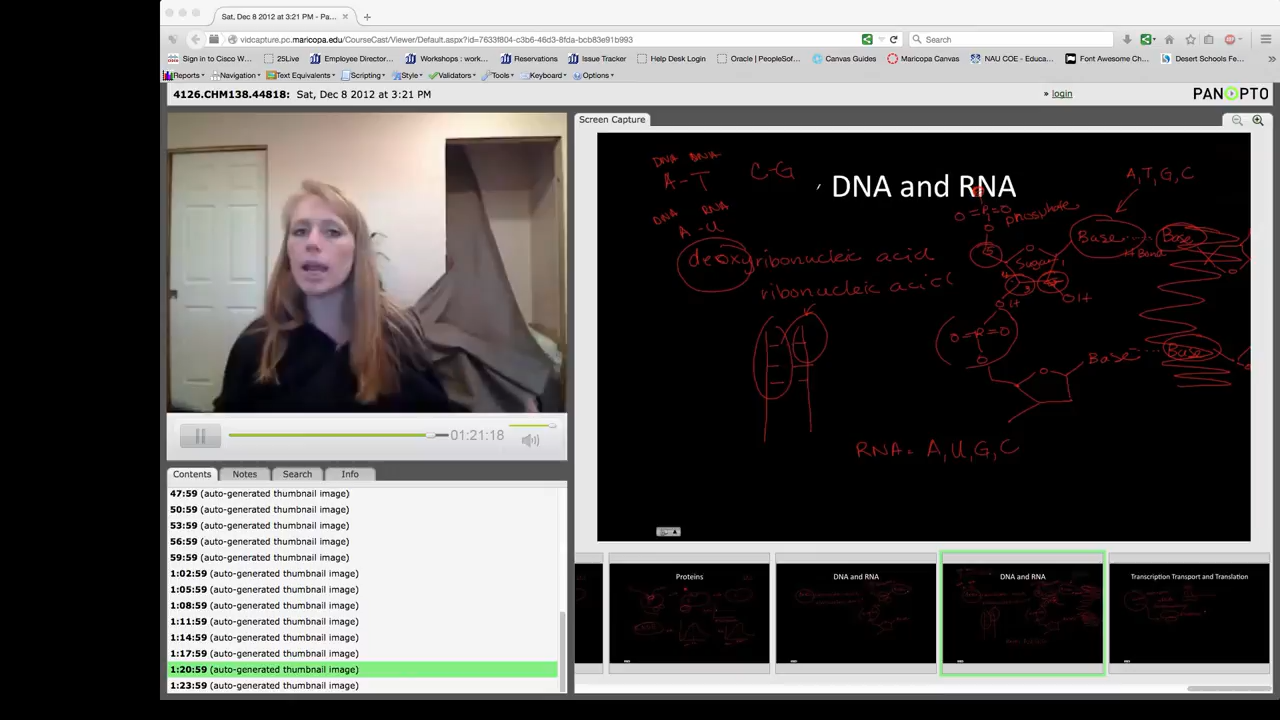 Sat, Dec 8 2012 at 3:21 PM - Pa...
vidcapture.pc.maricopa.edu/CourseCast/Viewer/Default.aspx?id=7633f804-c3b6-46d3-8fda-bcb83e91b993
Search
Sign in to Cisco W... 25Live Employee Director... Workshops : work... Reservations Issue Tracker Help Desk Login Oracle | PeopleSof... Canvas Guides Maricopa Canvas NAU COE - Educa... Font Awesome Ch... Desert Schools Fe...
Reports Navigation Text Equivalents Scripting Style Validators Tools Keyboard Options
4126.CHM138.44818: Sat, Dec 8 2012 at 3:21 PM
» login
PANOPTO
Screen Capture
DNA and RNA
DNA DNA
A-T
C-G
DNA RNA
A-U
deoxyribonucleic acid
ribonucleic acid
A, T, G, C
O=P=O phosphate
O
Base Base
H Bond
Sugar
OH OH
O=P=O
O
O
Base Base
RNA = A, U, G, C
01:21:18
Contents Notes Search Info
47:59 (auto-generated thumbnail image)
50:59 (auto-generated thumbnail image)
53:59 (auto-generated thumbnail image)
56:59 (auto-generated thumbnail image)
59:59 (auto-generated thumbnail image)
1:02:59 (auto-generated thumbnail image)
1:05:59 (auto-generated thumbnail image)
1:08:59 (auto-generated thumbnail image)
1:11:59 (auto-generated thumbnail image)
1:14:59 (auto-generated thumbnail image)
1:17:59 (auto-generated thumbnail image)
1:20:59 (auto-generated thumbnail image)
1:23:59 (auto-generated thumbnail image)
Proteins
DNA and RNA
DNA and RNA
Transcription Transport and Translation